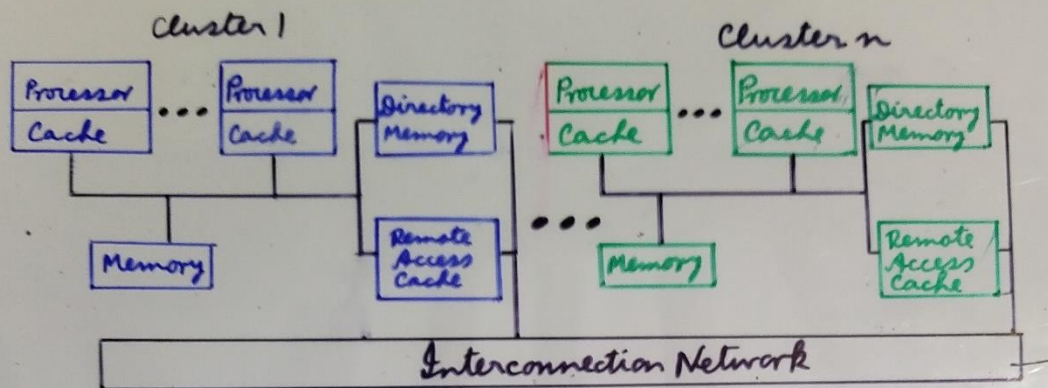 Cluster 1
Processor
Cache
Processor
Cache
Directory
Memory
Memory
Remote
Access
Cache
Cluster n
Processor
Cache
Processor
Cache
Directory
Memory
Memory
Remote
Access
Cache
Interconnection Network